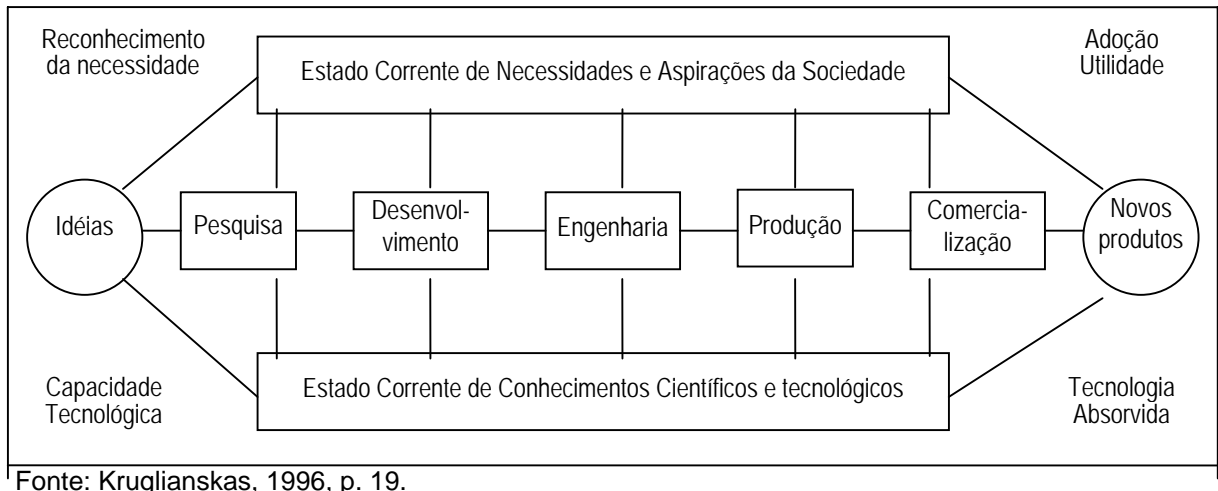 Reconhecimento
da necessidade
Estado Corrente de Necessidades e Aspirações da Sociedade
Adoção
Utilidade
Idéias
Pesquisa
Desenvol-
vimento
Engenharia
Produção
Comercia-
lização
Novos
produtos
Capacidade
Tecnológica
Estado Corrente de Conhecimentos Científicos e tecnológicos
Tecnologia
Absorvida
Fonte: Kruglianskas, 1996, p. 19.